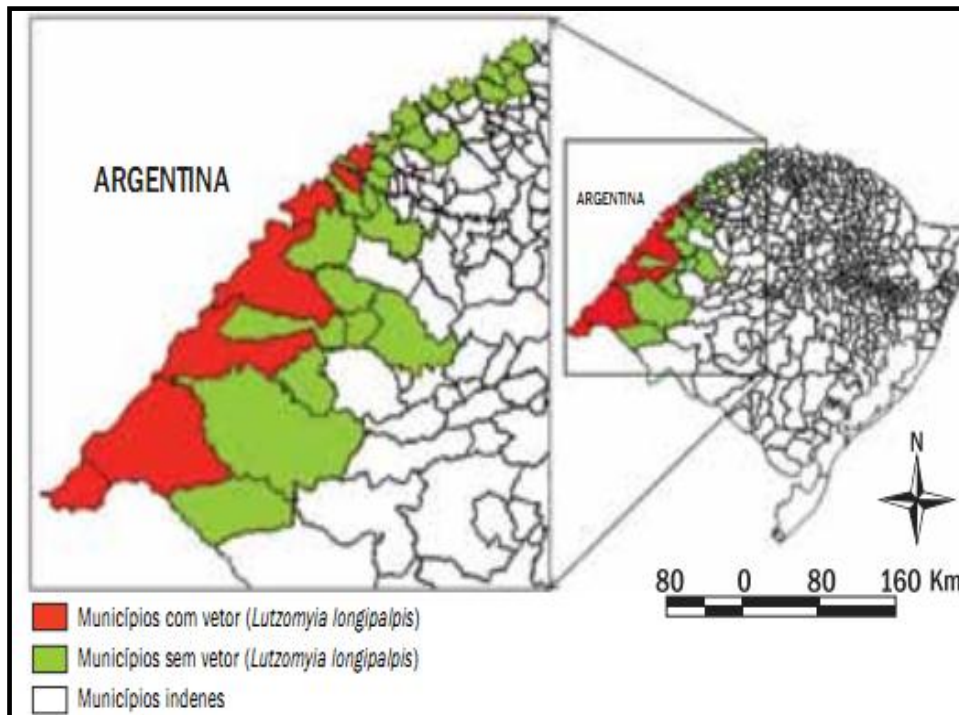 ARGENTINA
ARGENTINA
N
80 0 80 160 Km
Municípios com vetor (Lutzomyia longipalpis)
Municípios sem vetor (Lutzomyia longipalpis)
Municípios indenes